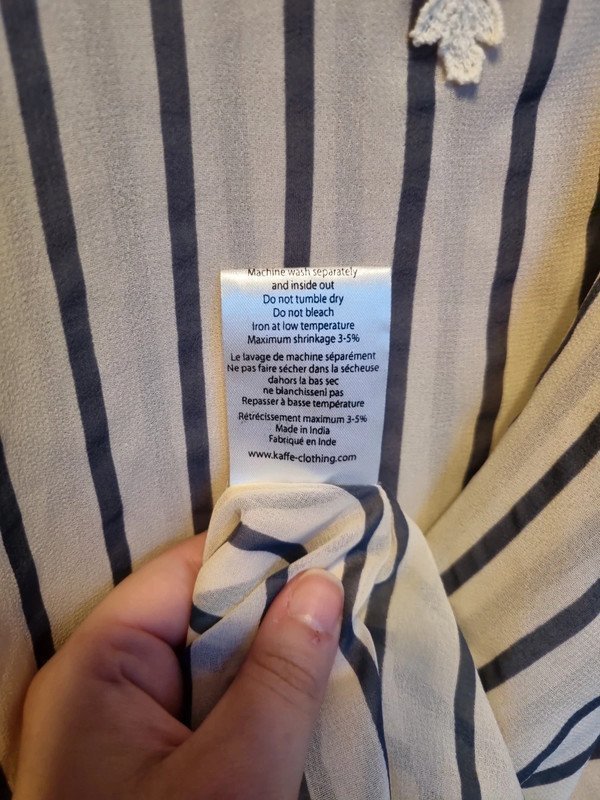 Machine wash separately
and inside out
Do not tumble dry
Do not bleach
Iron at low temperature
Maximum shrinkage 3-5%
Le lavage de machine séparément
Ne pas faire sécher dans la sécheuse
dahors la bas sec
ne blanchisseni pas
Repasser à basse température
Rétrécissement maximum 3-5%
Made in India
Fabriqué en Inde
www.kaffe-clothing.com